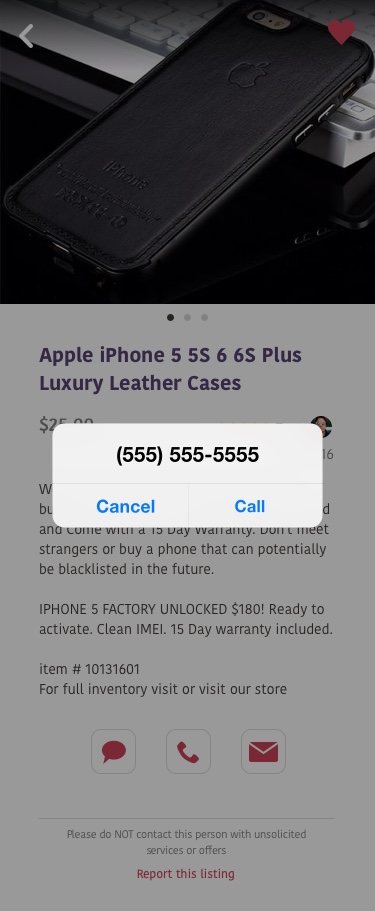 iPhone
Apple iPhone 5 5S 6 6S Plus
Luxury Leather Cases
$25.00
(555) 555-5555
16
Cancel
Call
and Come with a 15 Day Warranty. Don't meet
strangers or buy a phone that can potentially
be blacklisted in the future.
IPHONE 5 FACTORY UNLOCKED $180! Ready to
activate. Clean IMEI. 15 Day warranty included.
item # 10131601
For full inventory visit or visit our store
Please do NOT contact this person with unsolicited
services or offers
Report this listing